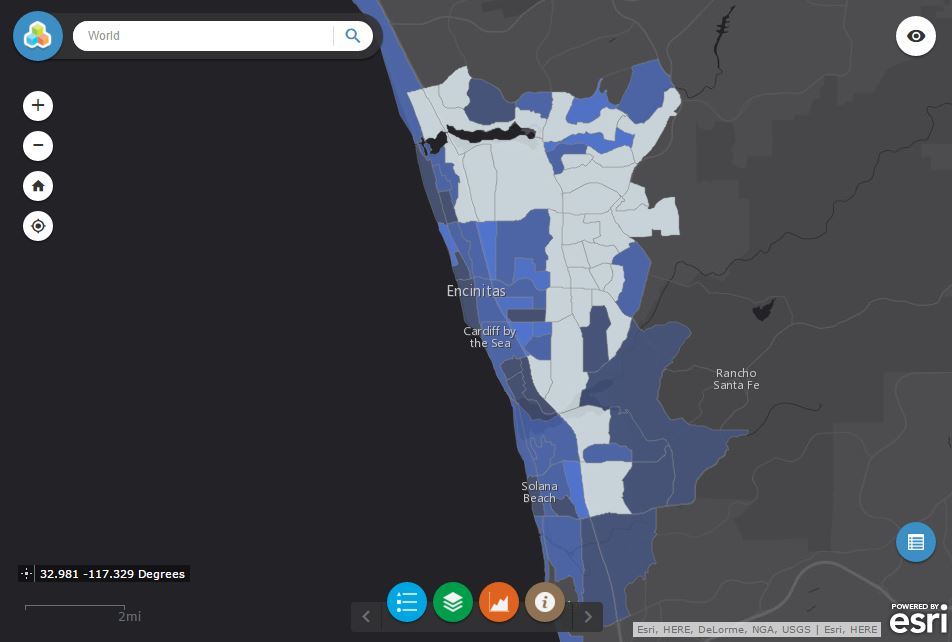 World
Encinitas
Cardiff by
the Sea
Rancho
Santa Fe
Solana
Beach
32.981 -117.329 Degrees
2mi
POWERED BY
esri
Esri, HERE, DeLorme, NGA, USGS | Esri, HERE